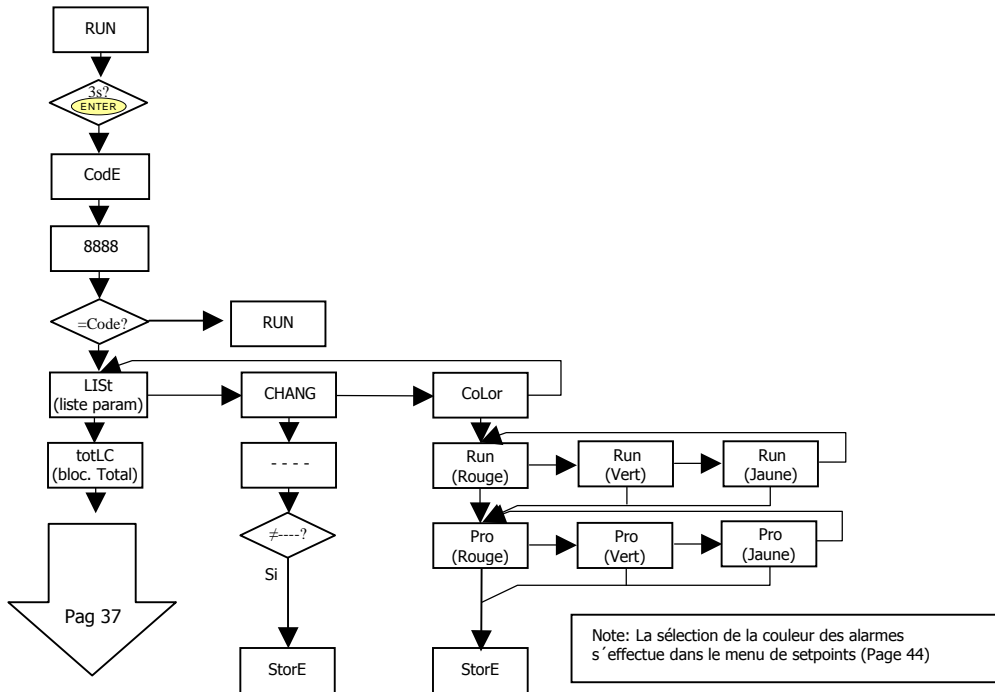 RUN
3s?
ENTER
CodE
8888
=Code?
RUN
LISt
(liste param)
CHANG
CoLor
totLC
(bloc. Total)
- - - -
Run
(Rouge)
Run
(Vert)
Run
(Jaune)
≠----?
Pro
(Rouge)
Pro
(Vert)
Pro
(Jaune)
Si
Pag 37
StorE
StorE
Note: La sélection de la couleur des alarmes
s´effectue dans le menu de setpoints (Page 44)